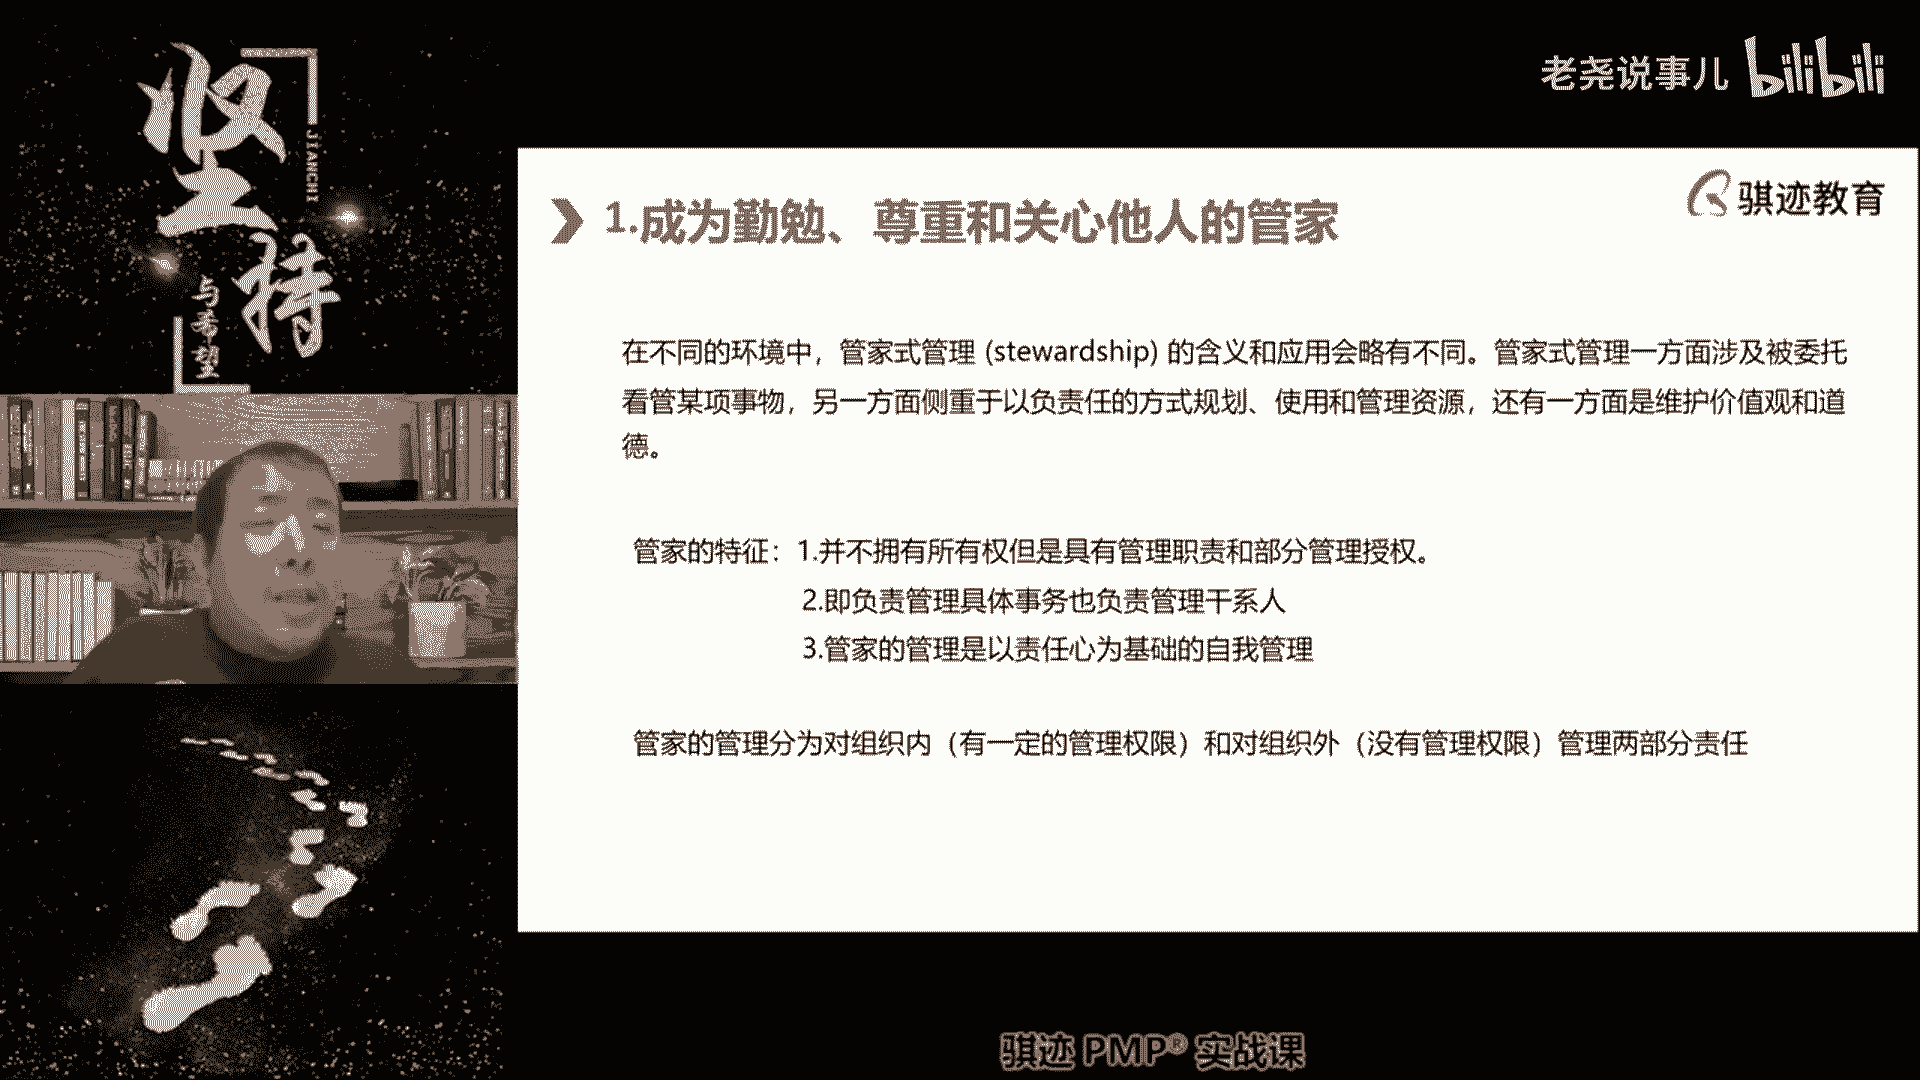 坚持
JIANCHI
与希望
老尧说事儿 bilibili
骐迹教育
1.成为勤勉、尊重和关心他人的管家
在不同的环境中，管家式管理 (stewardship) 的含义和应用会略有不同。管家式管理一方面涉及被委托
看管某项事物，另一方面侧重于以负责任的方式规划、使用和管理资源，还有一方面是维护价值观和道
德。
管家的特征：1.并不拥有所有权但是具有管理职责和部分管理授权。
2.即负责管理具体事务也负责管理干系人
3.管家的管理是以责任心为基础的自我管理
管家的管理分为对组织内（有一定的管理权限）和对组织外（没有管理权限）管理两部分责任
骐迹 PMP® 实战课